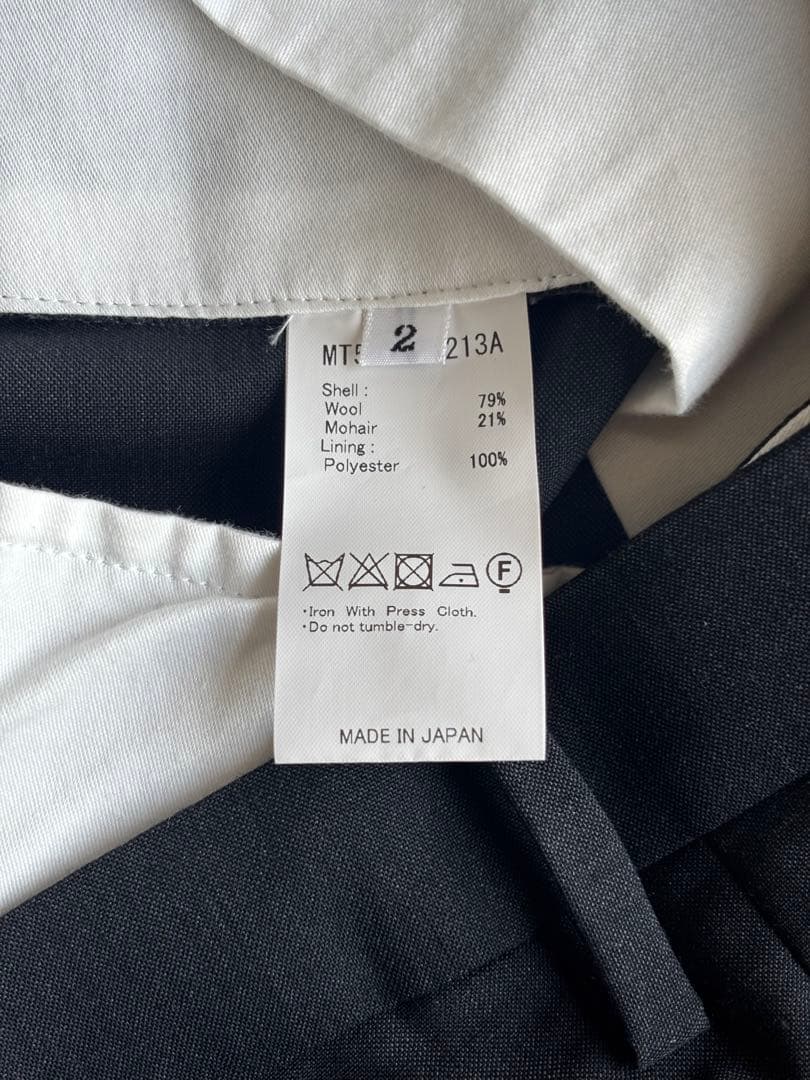 2
MT5 213A
Shell :
Wool 79%
Mohair 21%
Lining :
Polyester 100%
F
·Iron With Press Cloth.
·Do not tumble-dry.
MADE IN JAPAN